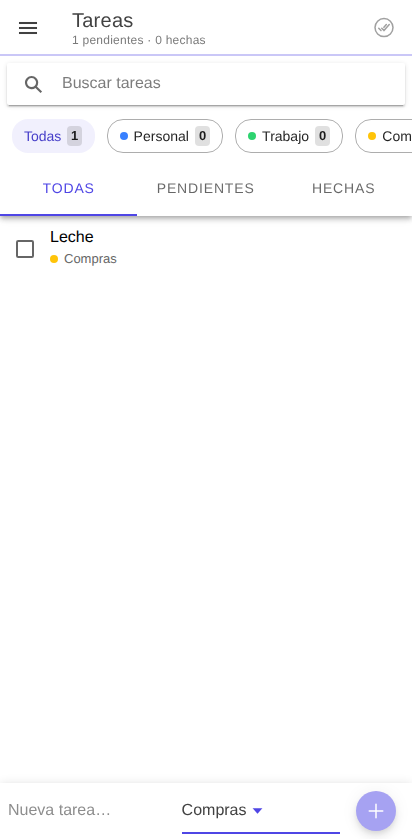 Tareas
1 pendientes · 0 hechas
Buscar tareas
Todas 1 Personal 0 Trabajo 0 Com
TODAS PENDIENTES HECHAS
Leche
Compras
Nueva tarea… Compras